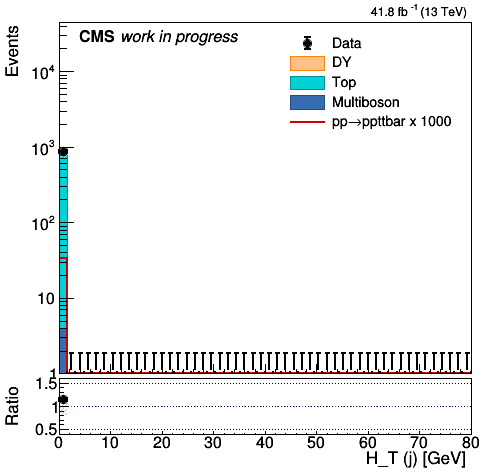 41.8 fb⁻¹ (13 TeV)
CMS work in progress
Events
Data
DY
Top
Multiboson
pp→ppttbar x 1000
10⁴
10³
10²
10
1
Ratio
1.5
1
0.5
0 10 20 30 40 50 60 70 80
H_T (j) [GeV]